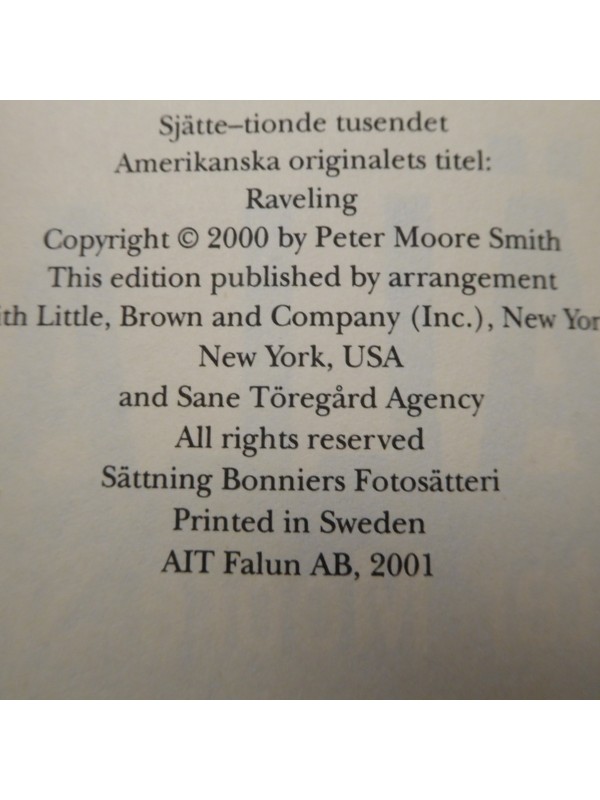 Sjätte–tionde tusendet
Amerikanska originalets titel:
Raveling
Copyright © 2000 by Peter Moore Smith
This edition published by arrangement
Little, Brown and Company (Inc.), New
New York, USA
and Sane Töregård Agency
All rights reserved
Sättning Bonniers Fotosätteri
Printed in Sweden
AIT Falun AB, 2001